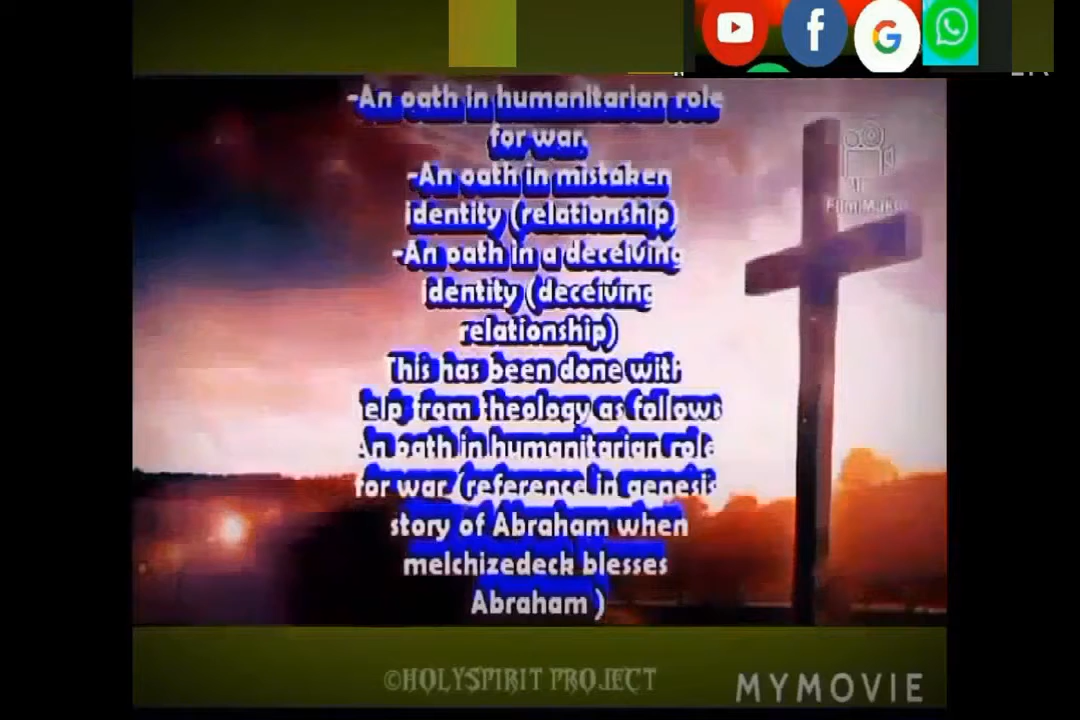 -An oath in humanitarian role
for war.
-An oath in mistaken
identity (relationship)
-An oath in a deceiving
identity (deceiving
relationship)
This has been done with
elp from theology as follows
An oath in humanitarian role
for war (reference in genesis
story of Abraham when
melchizedeck blesses
Abraham )
©HOLYSPIRIT PROJECT
MYMOVIE